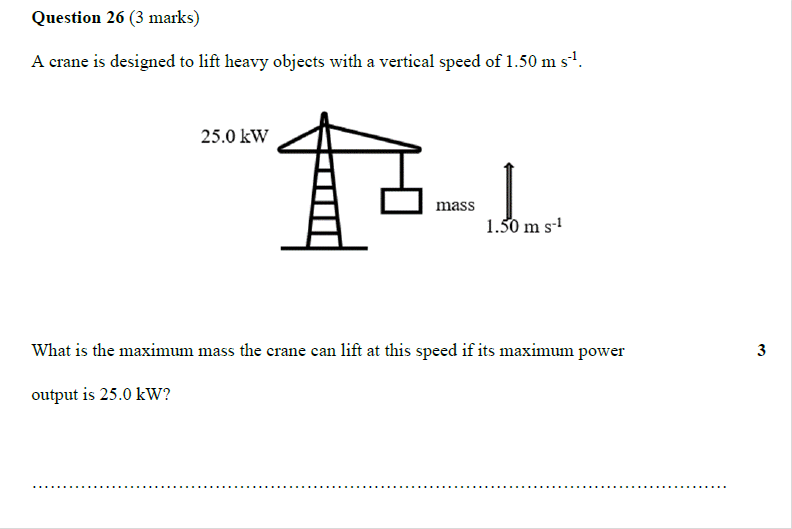 Question 26 (3 marks)
A crane is designed to lift heavy objects with a vertical speed of 1.50 m s⁻¹.
25.0 kW
mass
1.50 m s⁻¹
What is the maximum mass the crane can lift at this speed if its maximum power 3
output is 25.0 kW?